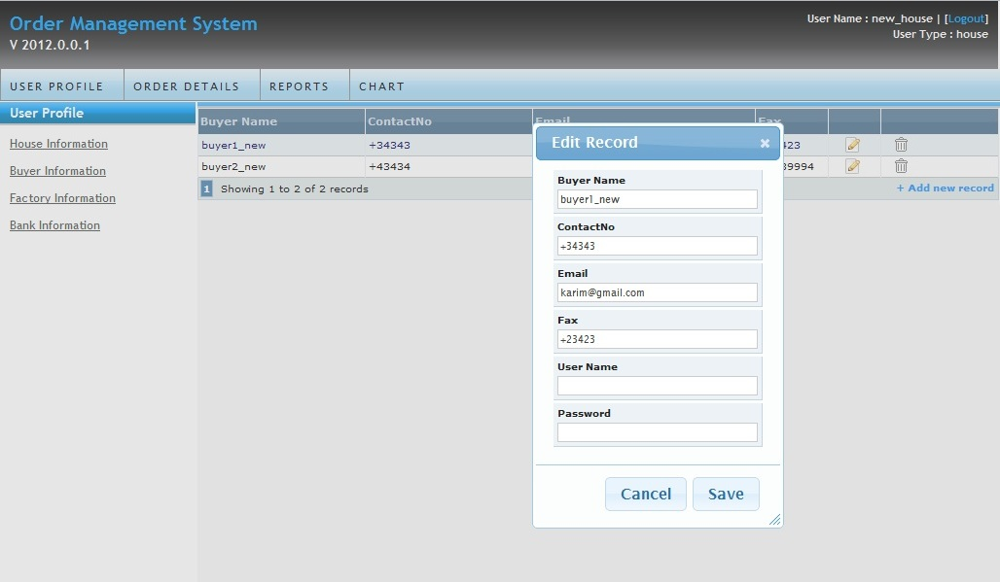 Order Management System
V 2012.0.0.1
User Name : new_house | [Logout]
User Type : house
USER PROFILE
ORDER DETAILS
REPORTS
CHART
User Profile
House Information
Buyer Information
Factory Information
Bank Information
Buyer Name ContactNo Email Fax
buyer1_new +34343 423
buyer2_new +43434 9994
1 Showing 1 to 2 of 2 records + Add new record
Edit Record
Buyer Name
buyer1_new
ContactNo
+34343
Email
karim@gmail.com
Fax
+23423
User Name
Password
Cancel Save